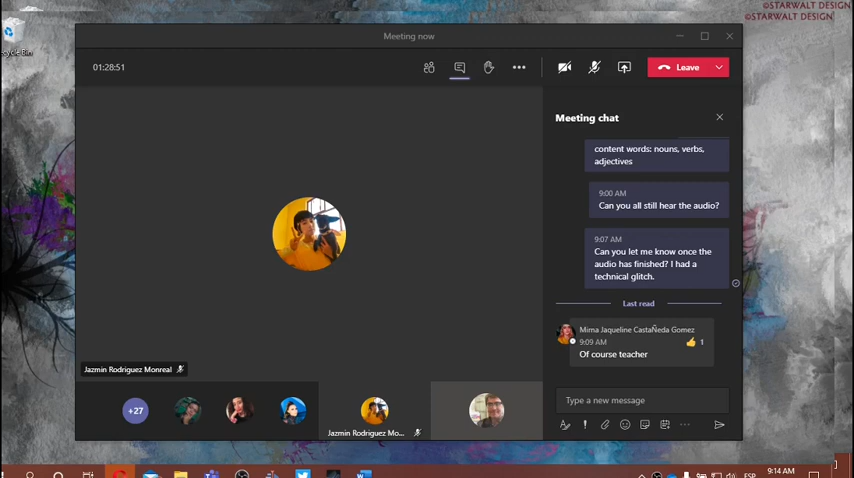 ©STARWALT DESIGN
©STARWALT DESIGN
Meeting now
ecycle Bin
01:28:51
Leave
Meeting chat
content words: nouns, verbs,
adjectives
9:00 AM
Can you all still hear the audio?
9:07 AM
Can you let me know once the
audio has finished? I had a
technical glitch.
Last read
Mirna Jaqueline CastaÑeda Gomez
9:09 AM
1
Of course teacher
Jazmin Rodriguez Monreal
+27
Jazmin Rodriguez Mo...
Type a new message
ESP
9:14 AM